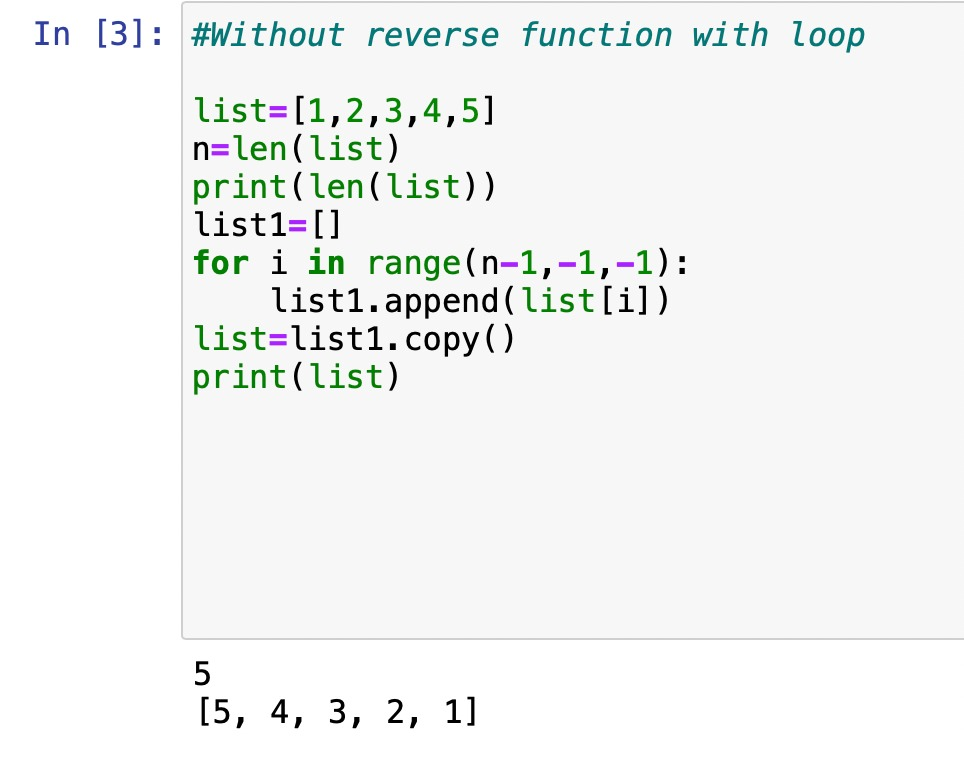 In [3]: #Without reverse function with loop
list=[1,2,3,4,5]
n=len(list)
print(len(list))
list1=[]
for i in range(n-1,-1,-1):
    list1.append(list[i])
list=list1.copy()
print(list)
5
[5, 4, 3, 2, 1]